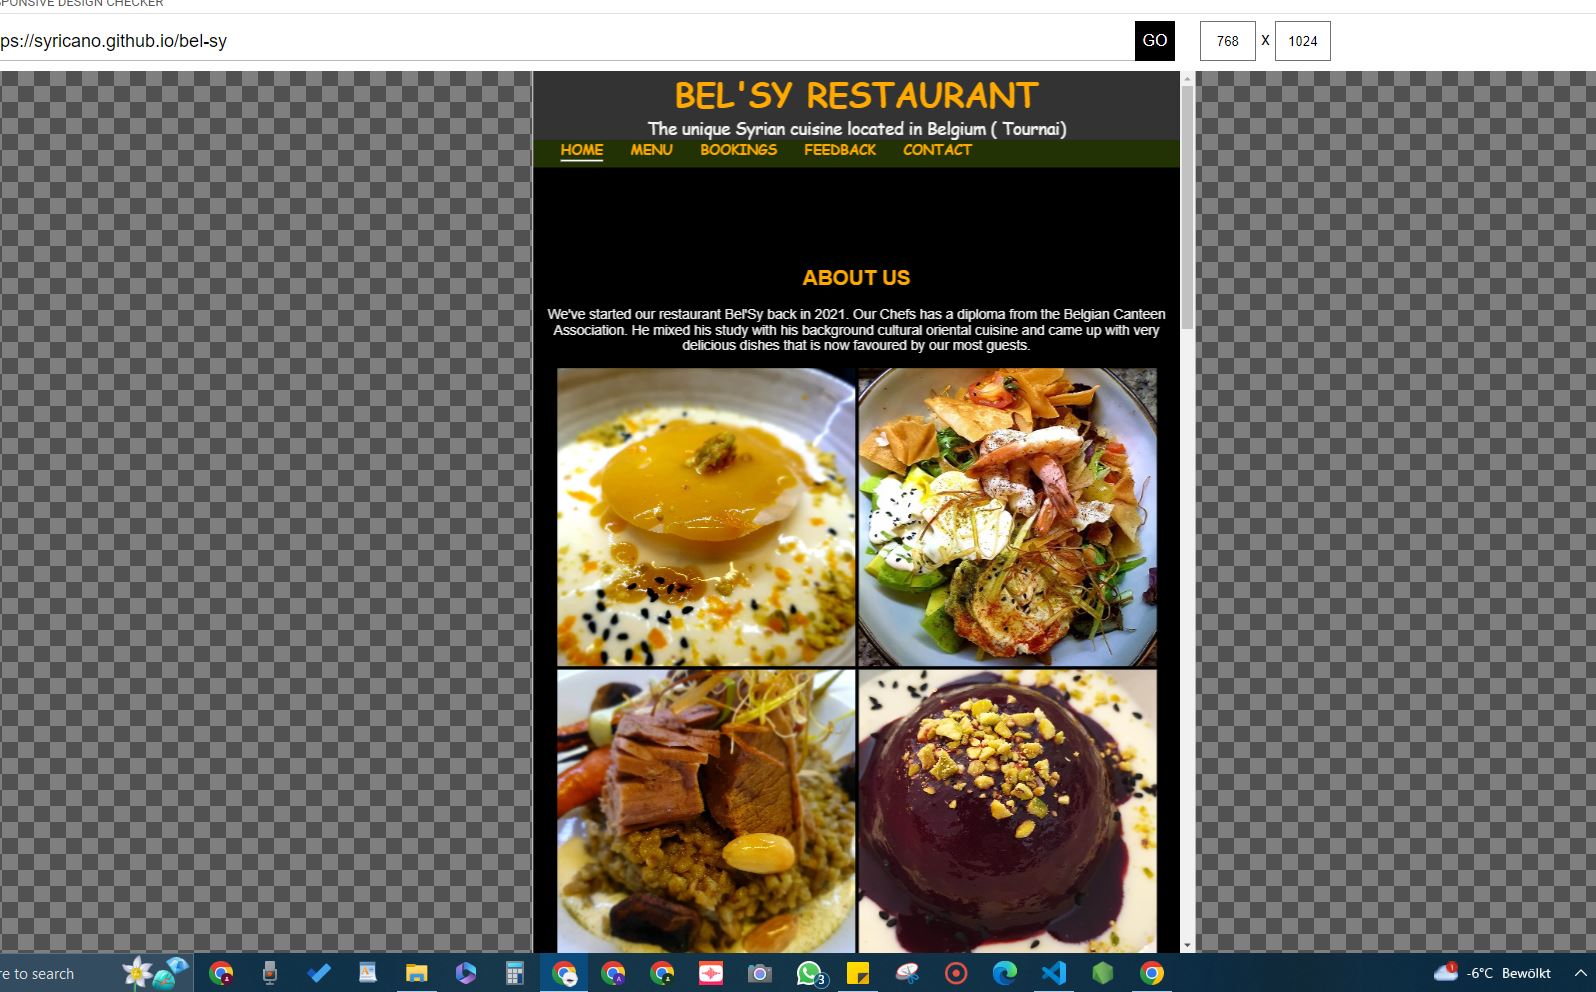 SPONSIVE DESIGN CHECKER
ps://syricano.github.io/bel-sy
GO
768 X 1024
BEL'SY RESTAURANT
The unique Syrian cuisine located in Belgium ( Tournai)
HOME MENU BOOKINGS FEEDBACK CONTACT
ABOUT US
We've started our restaurant Bel'Sy back in 2021. Our Chefs has a diploma from the Belgian Canteen
Association. He mixed his study with his background cultural oriental cuisine and came up with very
delicious dishes that is now favoured by our most guests.
re to search
3
1
-6°C Bewölkt